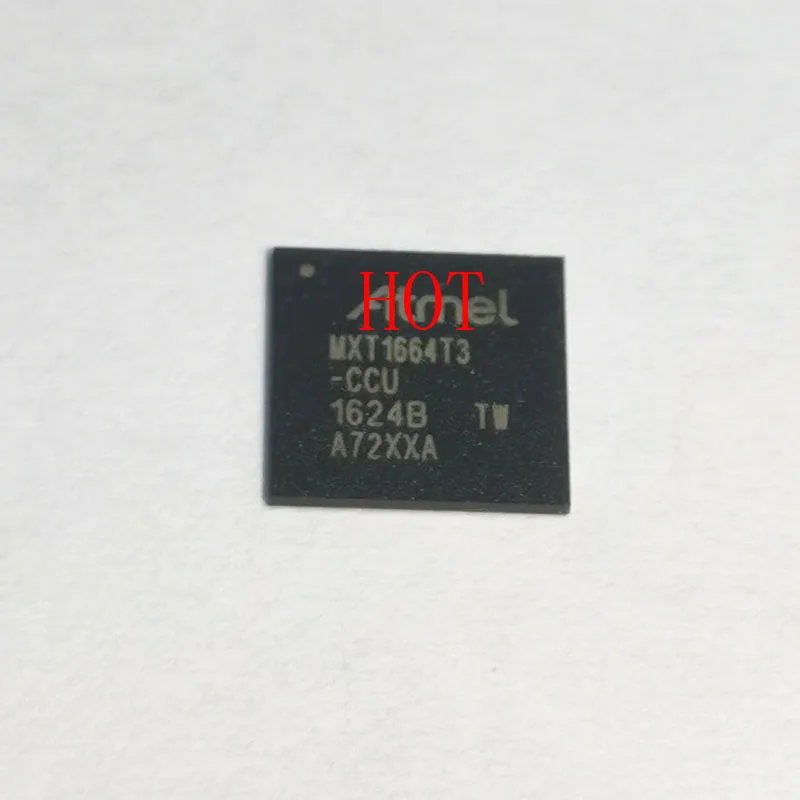 HOT
Atmel
MXT1664T3
-CCU
1624B TW
A72XXA